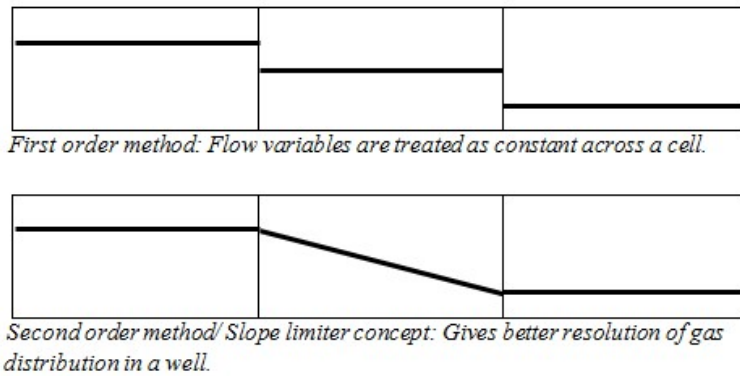 First order method: Flow variables are treated as constant across a cell.
Second order method/ Slope limiter concept: Gives better resolution of gas
distribution in a well.